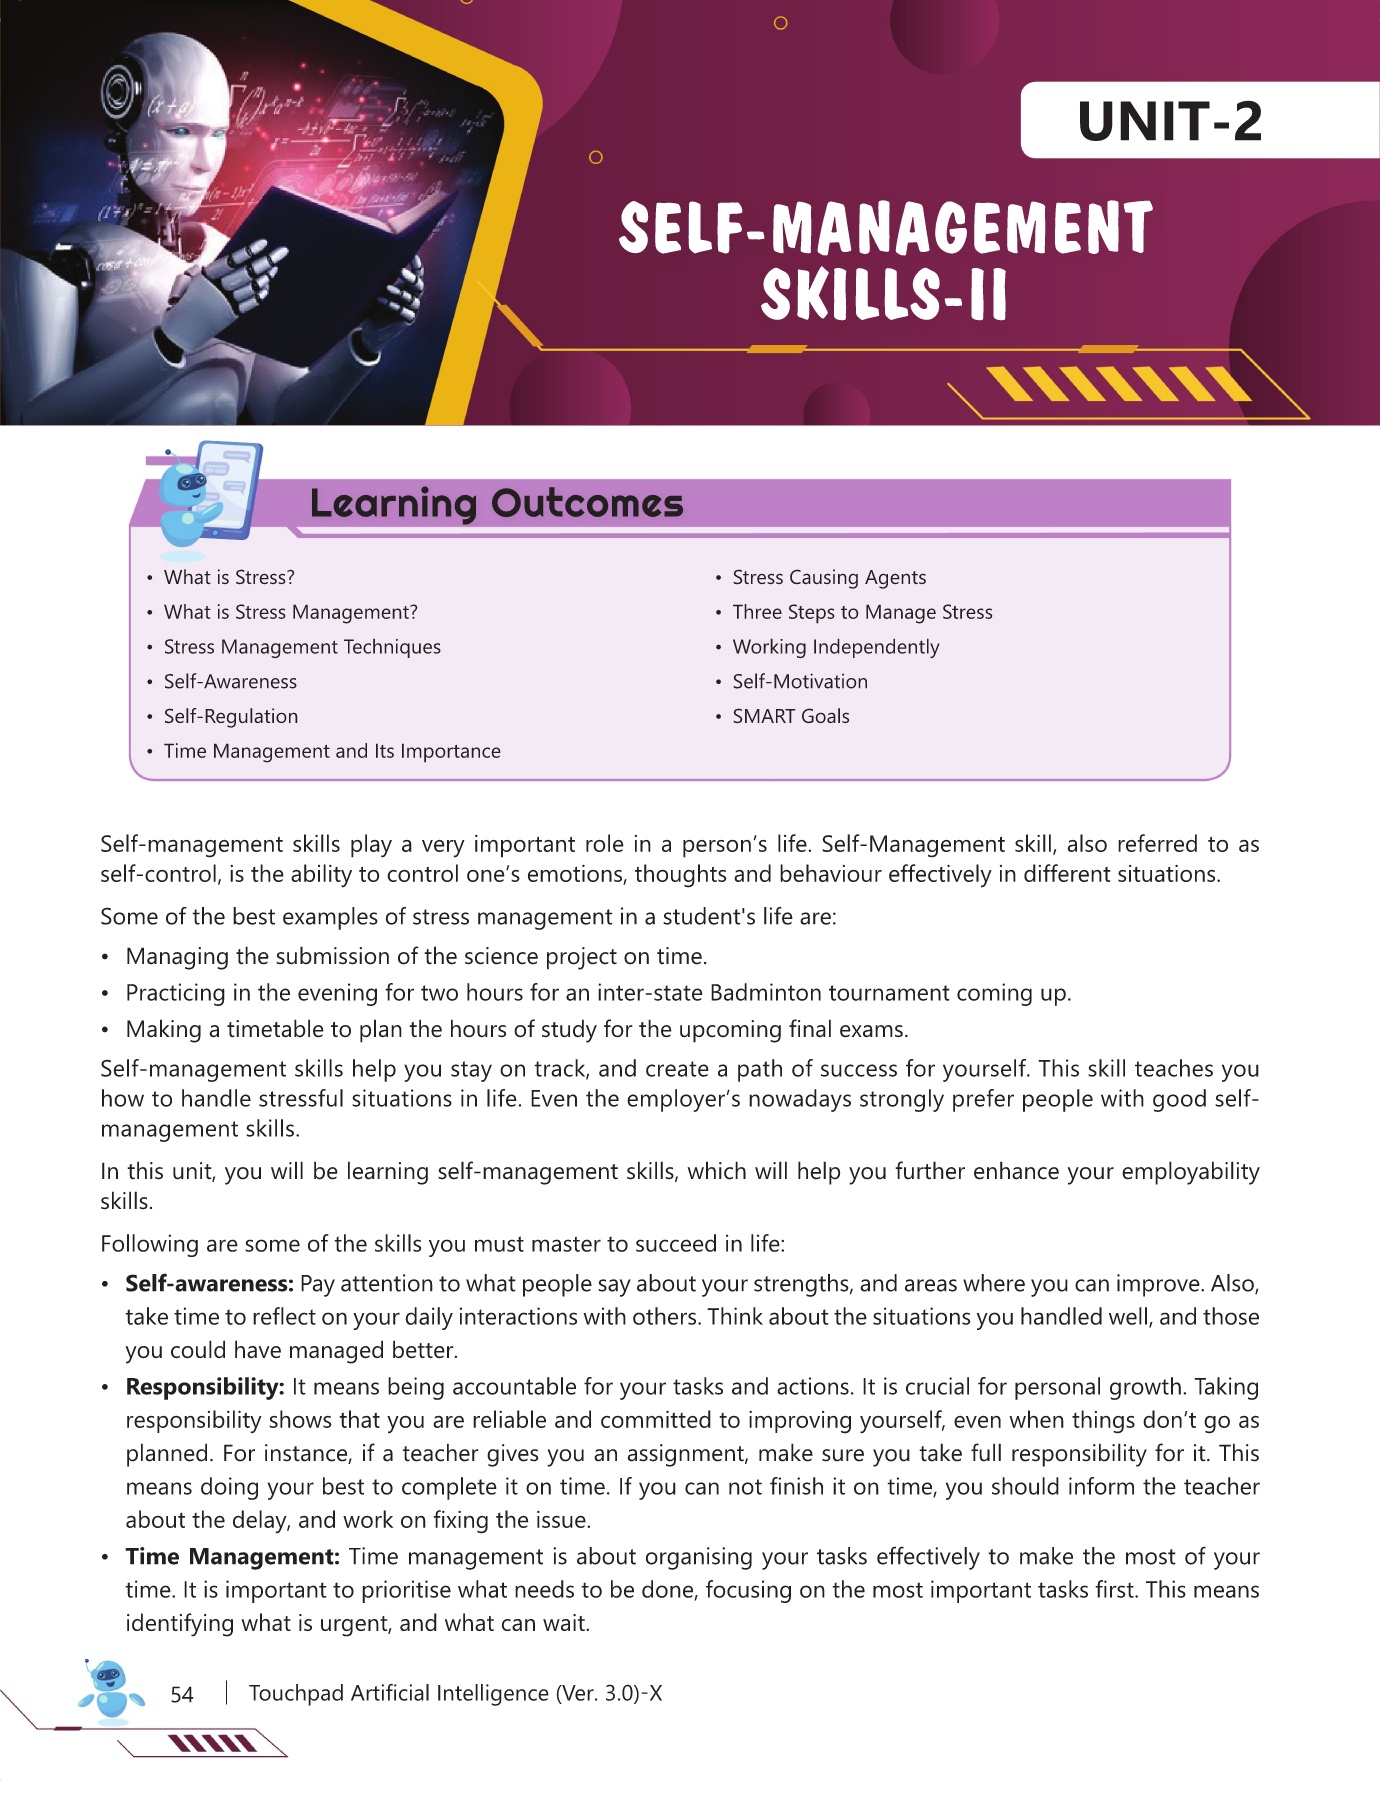 UNIT-2
SELF-MANAGEMENT
SKILLS-II
Learning Outcomes
• What is Stress?
• What is Stress Management?
• Stress Management Techniques
• Self-Awareness
• Self-Regulation
• Time Management and Its Importance
• Stress Causing Agents
• Three Steps to Manage Stress
• Working Independently
• Self-Motivation
• SMART Goals
Self-management skills play a very important role in a person’s life. Self-Management skill, also referred to as
self-control, is the ability to control one’s emotions, thoughts and behaviour effectively in different situations.
Some of the best examples of stress management in a student's life are:
• Managing the submission of the science project on time.
• Practicing in the evening for two hours for an inter-state Badminton tournament coming up.
• Making a timetable to plan the hours of study for the upcoming final exams.
Self-management skills help you stay on track, and create a path of success for yourself. This skill teaches you
how to handle stressful situations in life. Even the employer’s nowadays strongly prefer people with good self-
management skills.
In this unit, you will be learning self-management skills, which will help you further enhance your employability
skills.
Following are some of the skills you must master to succeed in life:
• Self-awareness: Pay attention to what people say about your strengths, and areas where you can improve. Also,
take time to reflect on your daily interactions with others. Think about the situations you handled well, and those
you could have managed better.
• Responsibility: It means being accountable for your tasks and actions. It is crucial for personal growth. Taking
responsibility shows that you are reliable and committed to improving yourself, even when things don’t go as
planned. For instance, if a teacher gives you an assignment, make sure you take full responsibility for it. This
means doing your best to complete it on time. If you can not finish it on time, you should inform the teacher
about the delay, and work on fixing the issue.
• Time Management: Time management is about organising your tasks effectively to make the most of your
time. It is important to prioritise what needs to be done, focusing on the most important tasks first. This means
identifying what is urgent, and what can wait.
54 | Touchpad Artificial Intelligence (Ver. 3.0)-X